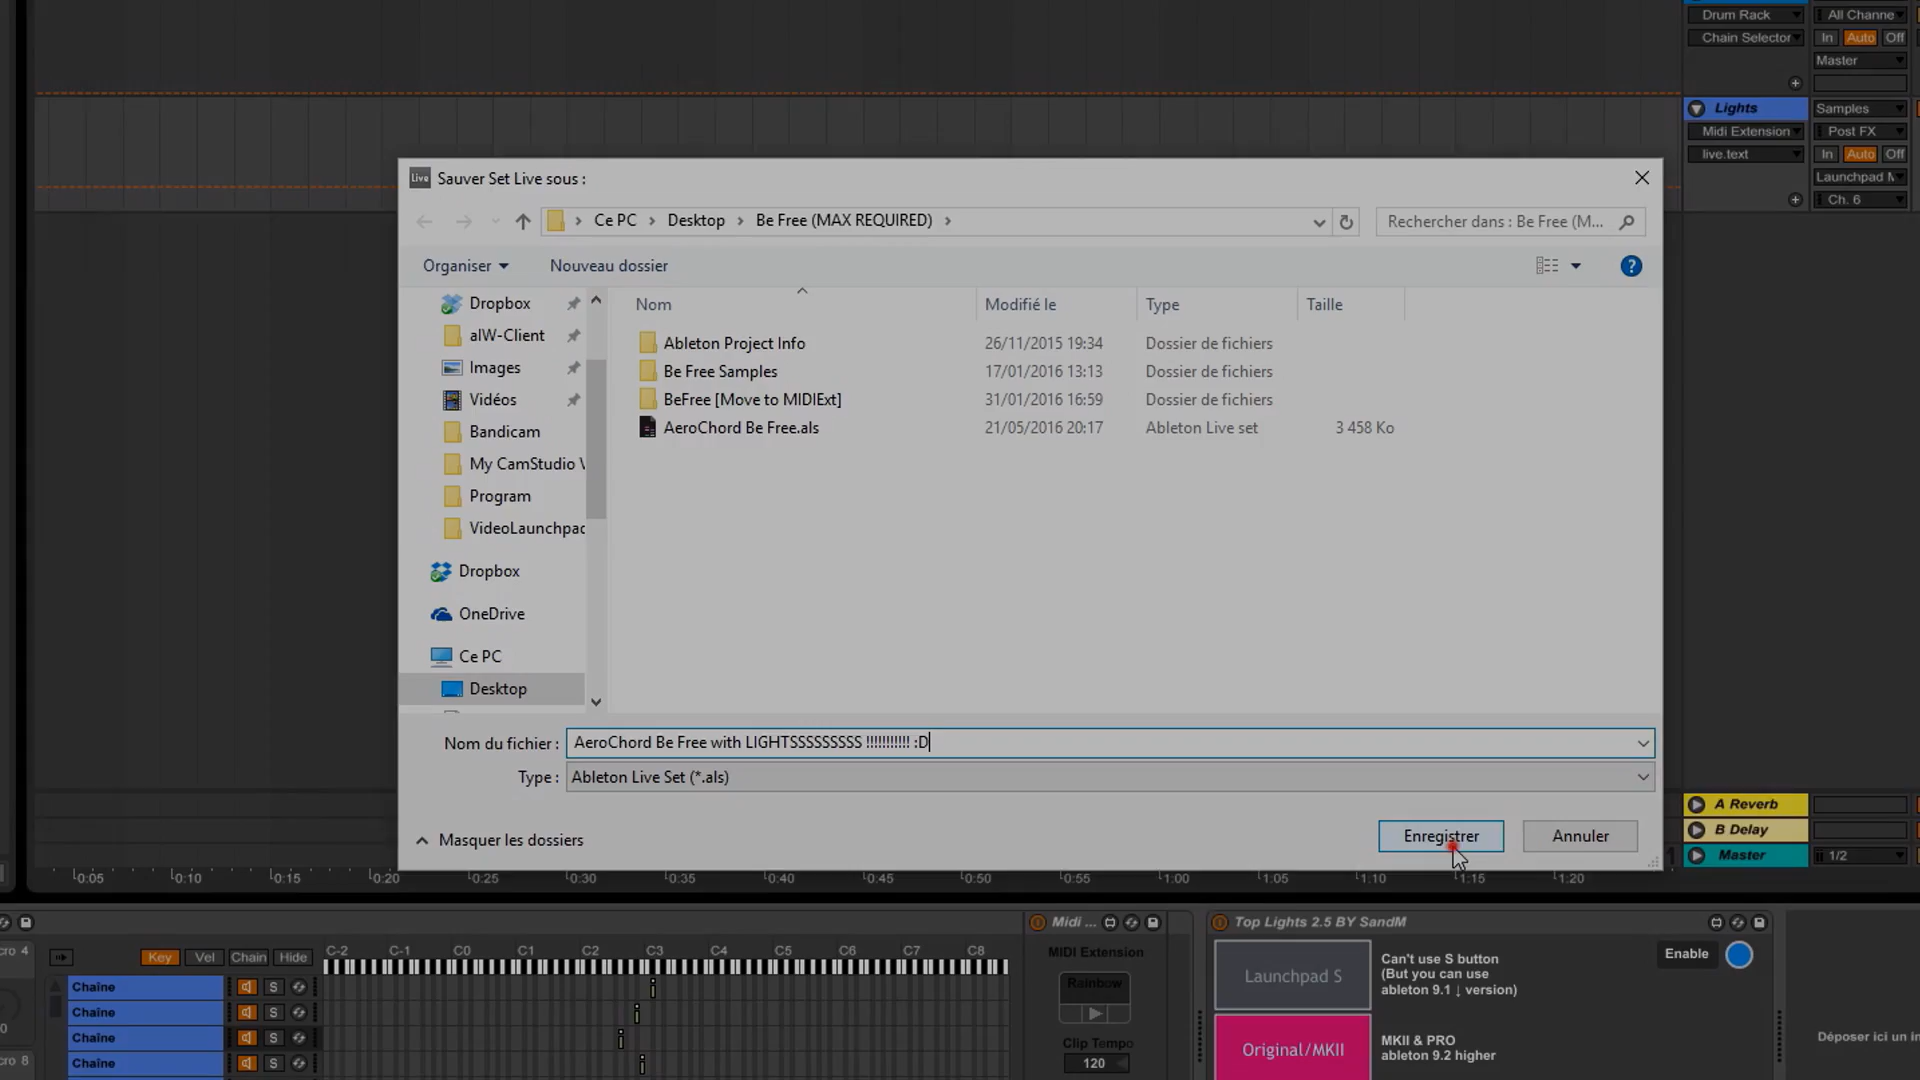 Drum Rack All Channe
Chain Selector In Auto Off
Master
Lights Samples
Midi Extension Post FX
live.text In Auto Off
Launchpad M
Ch. 6
Live Sauver Set Live sous :
Ce PC Desktop Be Free (MAX REQUIRED) Rechercher dans : Be Free (M...
Organiser Nouveau dossier ?
Nom Modifié le Type Taille
Dropbox
alW-Client
Images
Vidéos
Bandicam
My CamStudio V
Program
VideoLaunchpad
Dropbox
OneDrive
Ce PC
Desktop
Ableton Project Info 26/11/2015 19:34 Dossier de fichiers
Be Free Samples 17/01/2016 13:13 Dossier de fichiers
BeFree [Move to MIDIExt] 31/01/2016 16:59 Dossier de fichiers
AeroChord Be Free.als 21/05/2016 20:17 Ableton Live set 3 458 Ko
Nom du fichier : AeroChord Be Free with LIGHTSSSSSSSSS !!!!!!!!!!! :D
Type : Ableton Live Set (*.als)
Masquer les dossiers Enregistrer Annuler
A Reverb
B Delay
Master 1/2
0:05 0:10 0:15 0:20 0:25 0:30 0:35 0:40 0:45 0:50 0:55 1:00 1:05 1:10 1:15 1:20
Midi ... Top Lights 2.5 BY SandM
cro 4 Key Vel Chain Hide C-2 C-1 C0 C1 C2 C3 C4 C5 C6 C7 C8
MIDI Extension
Rainbow
Clip Tempo
120
Chaîne S
Chaîne S
Chaîne S
Chaîne S
cro 8
Launchpad S
Can't use S button
(But you can use
ableton 9.1 ↓ version)
Enable
Original/MKII
MKII & PRO
ableton 9.2 higher
Déposer ici un in